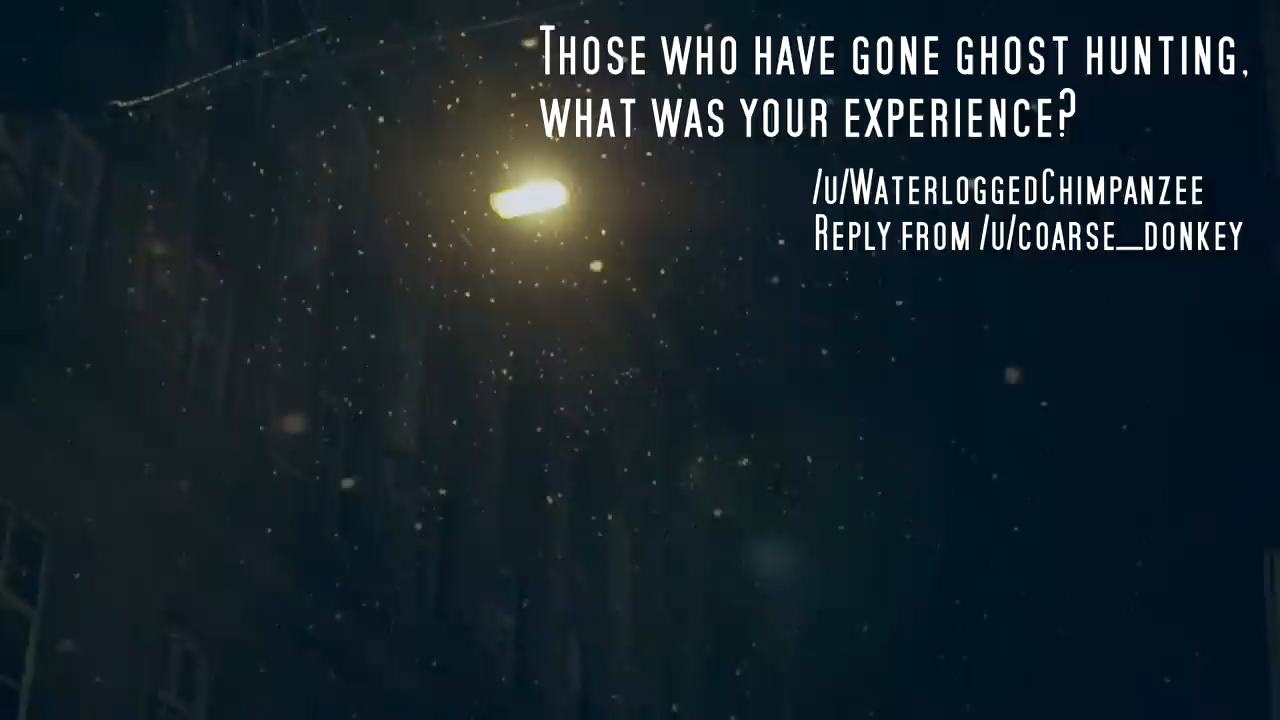 Those who have gone ghost hunting,
what was your experience?
/u/WaterloggedChimpanzee
Reply from /u/coarse_donkey